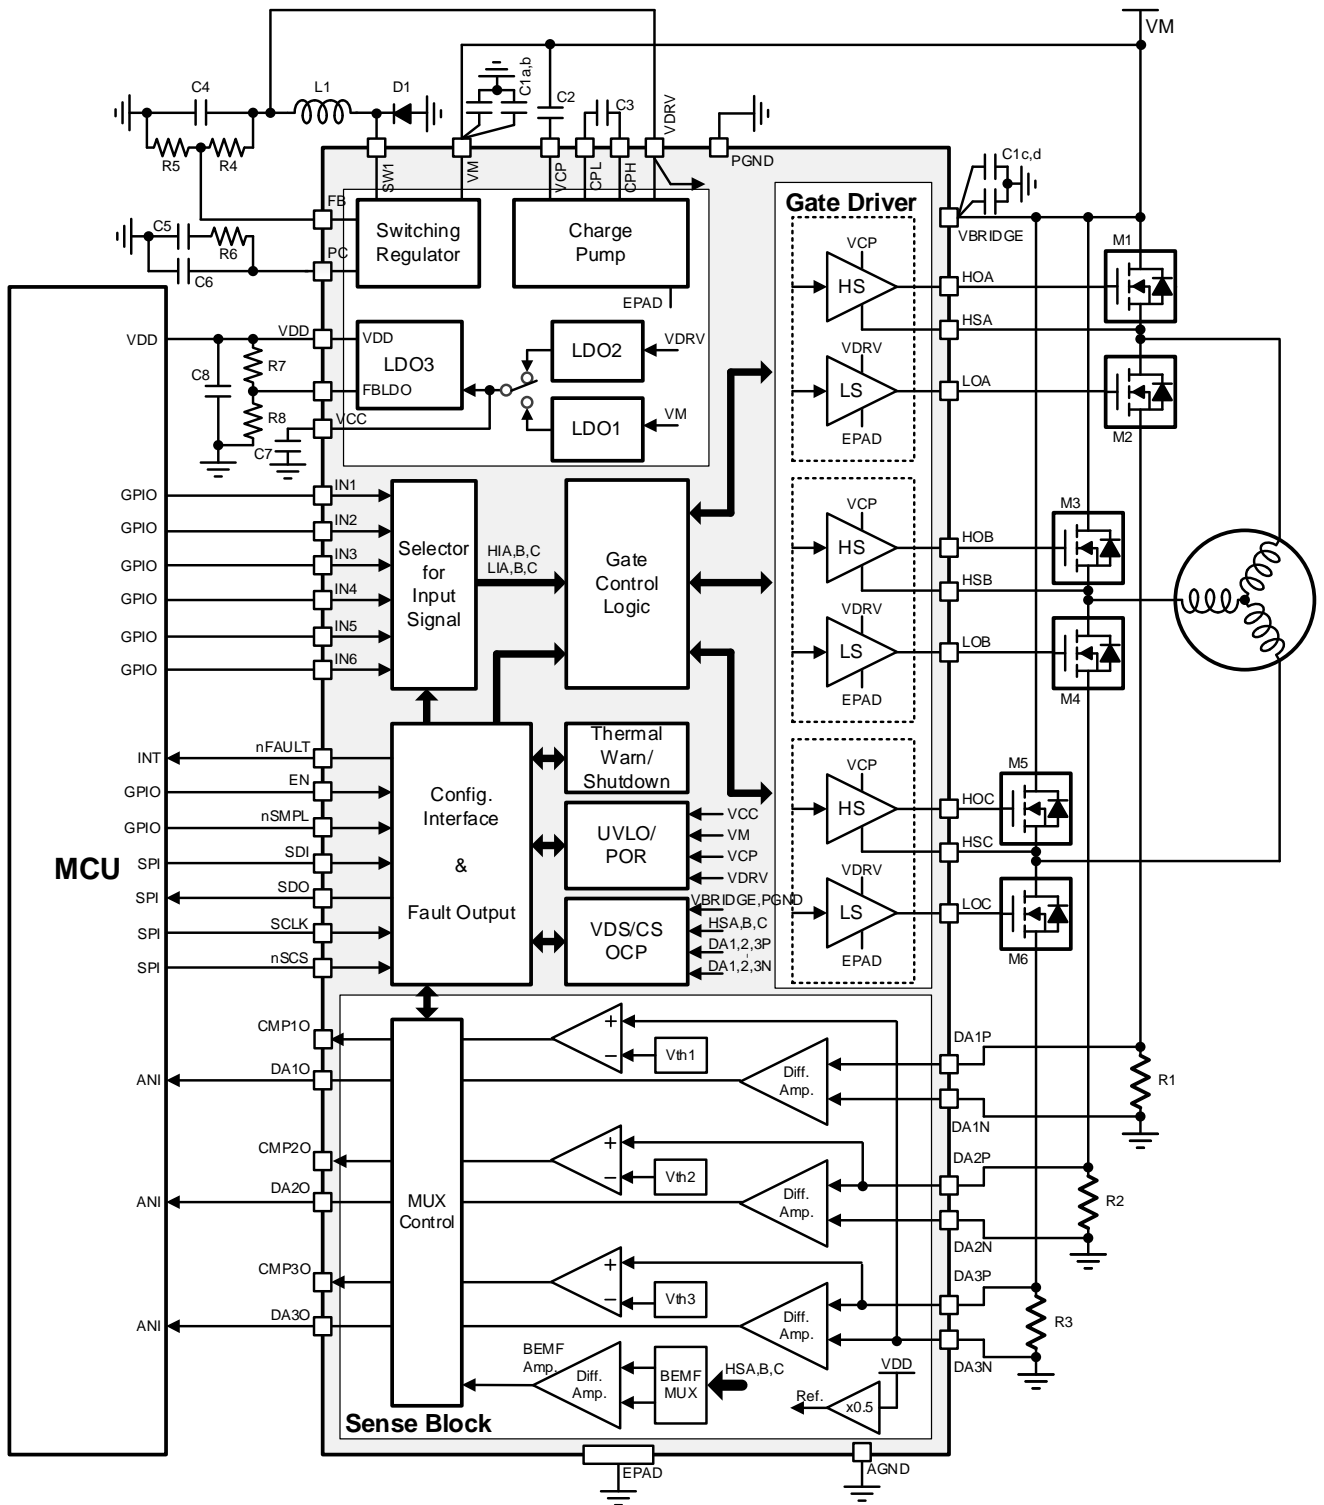 VM
C4
L1
D1
C1a,b
C2
C3
VDRV
R5
R4
SW1
VM
VCP
CPL
CPH
PGND
C1c,d
FB
Switching
Regulator
Charge
Pump
Gate Driver
VBRIDGE
C5
R6
PC
C6
EPAD
VCP
HS
HOA
M1
HSA
VDD
VDD
VDD
LDO3
FBLDO
LDO2
VDRV
VDRV
LS
LOA
EPAD
M2
R7
C8
R8
VCC
C7
LDO1
VM
GPIO
IN1
GPIO
IN2
GPIO
IN3
GPIO
IN4
GPIO
IN5
GPIO
IN6
Selector
for
Input
Signal
HIA,B,C
LIA,B,C
Gate
Control
Logic
VCP
HS
HOB
M3
HSB
VDRV
LS
LOB
EPAD
M4
INT
nFAULT
GPIO
EN
GPIO
nSMPL
MCU
SPI
SDI
SPI
SDO
SPI
SCLK
SPI
nSCS
Config.
Interface
&
Fault Output
Thermal
Warn/
Shutdown
UVLO/
POR
VCC
VM
VCP
VDRV
VDS/CS
OCP
VBRIDGE,PGND
HSA,B,C
DA1,2,3P
DA1,2,3N
VCP
HS
HOC
M5
HSC
VDRV
LS
LOC
EPAD
M6
CMP1O
+
−
Vth1
DA1P
ANI
DA1O
Diff.
Amp.
R1
DA1N
CMP2O
+
−
Vth2
DA2P
ANI
DA2O
MUX
Control
Diff.
Amp.
R2
DA2N
CMP3O
+
−
Vth3
DA3P
ANI
DA3O
Diff.
Amp.
R3
DA3N
BEMF
Amp.
Diff.
Amp.
BEMF
MUX
HSA,B,C
VDD
Ref.
x0.5
Sense Block
EPAD
AGND